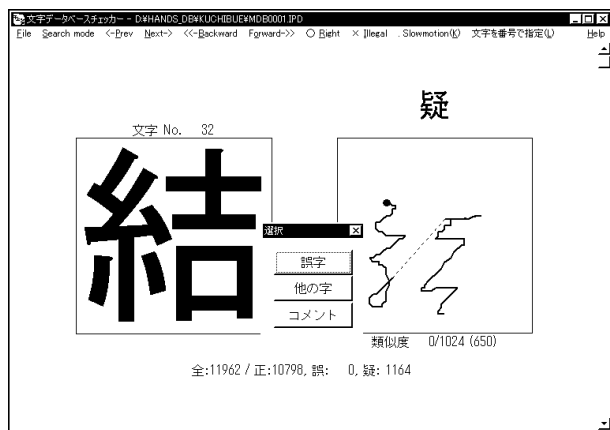 文字データベースチェッカー - D:¥HANDS_DB¥KUCHIBUE¥MDB0001.IPD
File Search mode <-Prev Next-> <<-Backward Forward->> ○ Right × Illegal . Slowmotion(K) 文字を番号で指定(L) Help
疑
文字 No. 32
結
選択
誤字
他の字
コメント
類似度 0/1024 (650)
全:11962 / 正:10798, 誤: 0, 疑: 1164